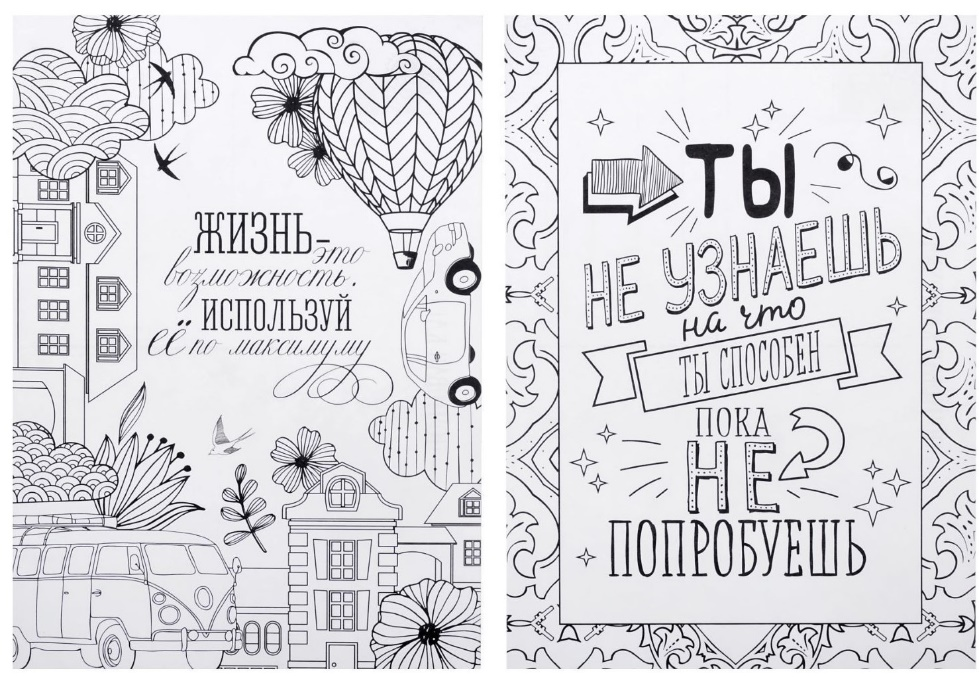 ЖИЗНЬ-
это
возможность.
ИСПОЛЬЗУЙ
её по максимуму
ТЫ
НЕ УЗНАЕШЬ
на что
ТЫ СПОСОБЕН
ПОКА
НЕ
ПОПРОБУЕШЬ